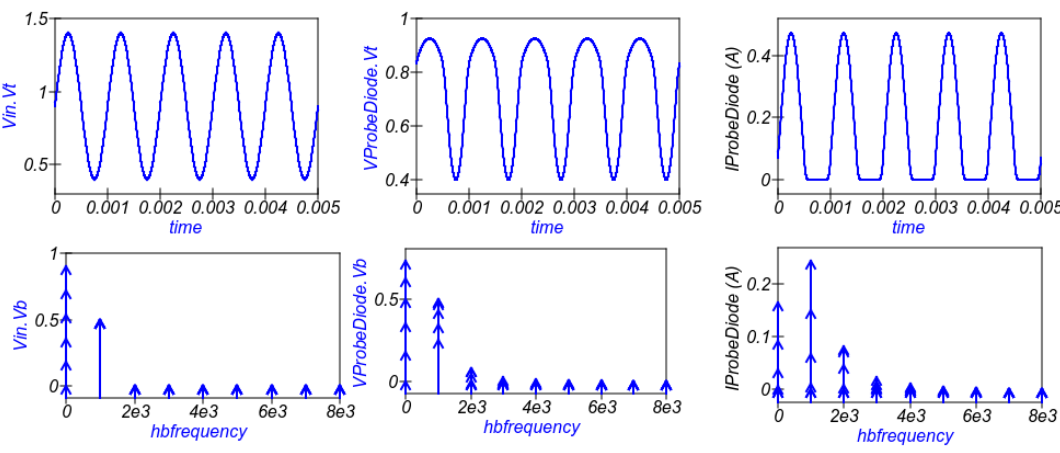 1.5
1
0.5
Vin.Vt
0 0.001 0.002 0.003 0.004 0.005
time
1
0.8
0.6
0.4
VProbeDiode.Vt
0 0.001 0.002 0.003 0.004 0.005
time
0.4
0.2
0
IProbeDiode (A)
0 0.001 0.002 0.003 0.004 0.005
time
1
0.5
0
Vin.Vb
0 2e3 4e3 6e3 8e3
hbfrequency
0.5
0
VProbeDiode.Vb
0 2e3 4e3 6e3 8e3
hbfrequency
0.2
0.1
0
IProbeDiode (A)
0 2e3 4e3 6e3 8e3
hbfrequency